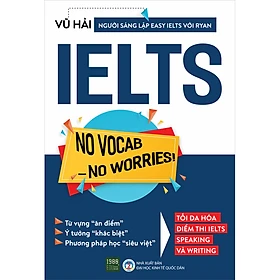 VŨ HẢI
NGƯỜI SÁNG LẬP EASY IELTS VỚI RYAN
IELTS
NO VOCAB
– NO WORRIES!
Từ vựng "ăn điểm"
Ý tưởng "khác biệt"
Phương pháp học "siêu việt"
TỐI ĐA HÓA
ĐIỂM THI IELTS
SPEAKING
VÀ WRITING
1980
BOOKS
NHÀ XUẤT BẢN
ĐẠI HỌC KINH TẾ QUỐC DÂN